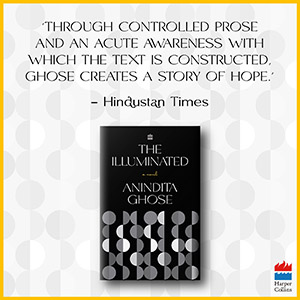 ‘THROUGH CONTROLLED PROSE
AND AN ACUTE AWARENESS WITH
WHICH THE TEXT IS CONSTRUCTED,
GHOSE CREATES A STORY OF HOPE.’
– Hindustan Times
THE
ILLUMINATED
a novel
ANINDITA
GHOSE
Harper
Collins